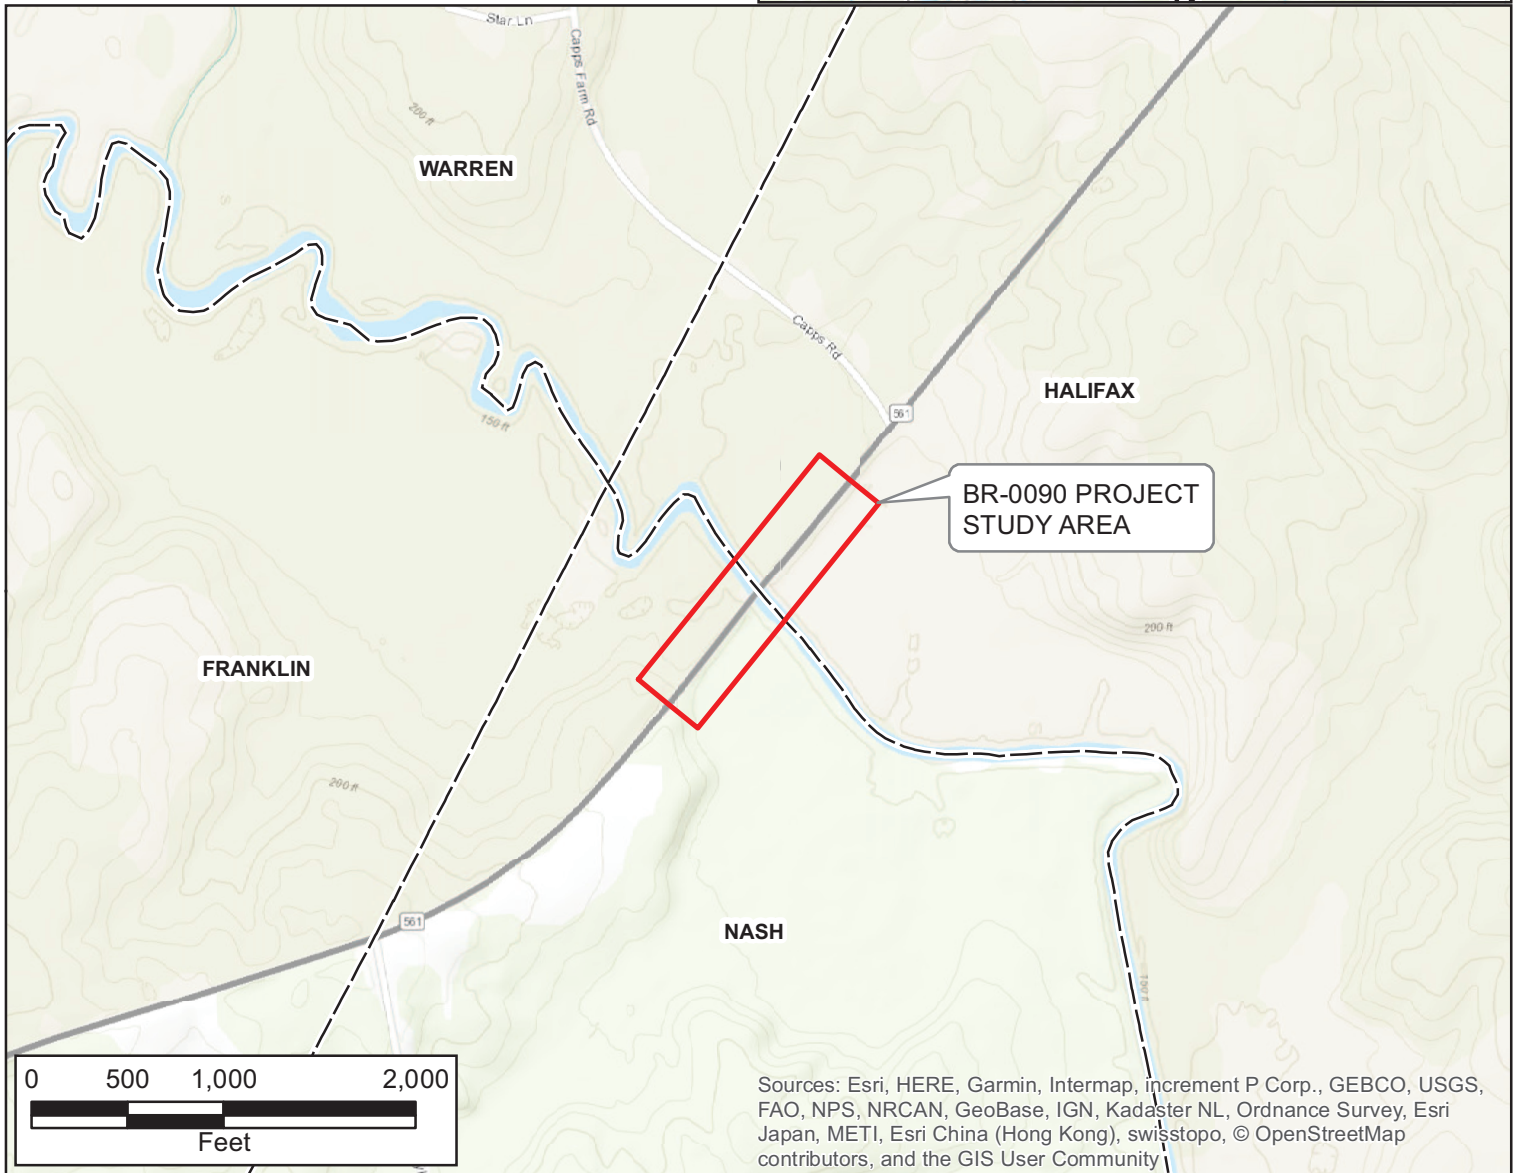 Star Ln
Capps Farm Rd
200 ft
WARREN
Capps Rd
HALIFAX
561
150 ft
BR-0090 PROJECT
STUDY AREA
200 ft
FRANKLIN
200 ft
561
NASH
150 ft
0 500 1,000 2,000
Feet
Sources: Esri, HERE, Garmin, Intermap, increment P Corp., GEBCO, USGS,
FAO, NPS, NRCAN, GeoBase, IGN, Kadaster NL, Ordnance Survey, Esri
Japan, METI, Esri China (Hong Kong), swisstopo, © OpenStreetMap
contributors, and the GIS User Community